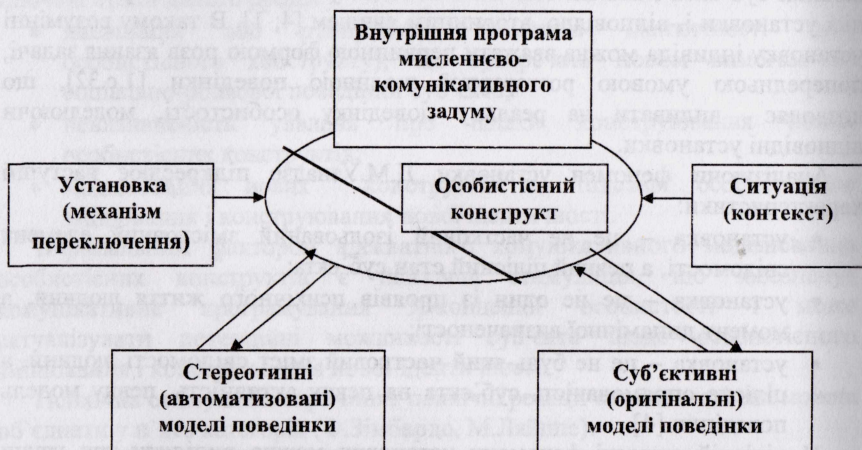 Внутрішня програма
мисленнєво-
комунікативного
задуму
Установка
(механізм
переключення)
Особистісний
конструкт
Ситуація
(контекст)
Стереотипні
(автоматизовані)
моделі поведінки
Суб’єктні
(оригінальні)
моделі поведінки